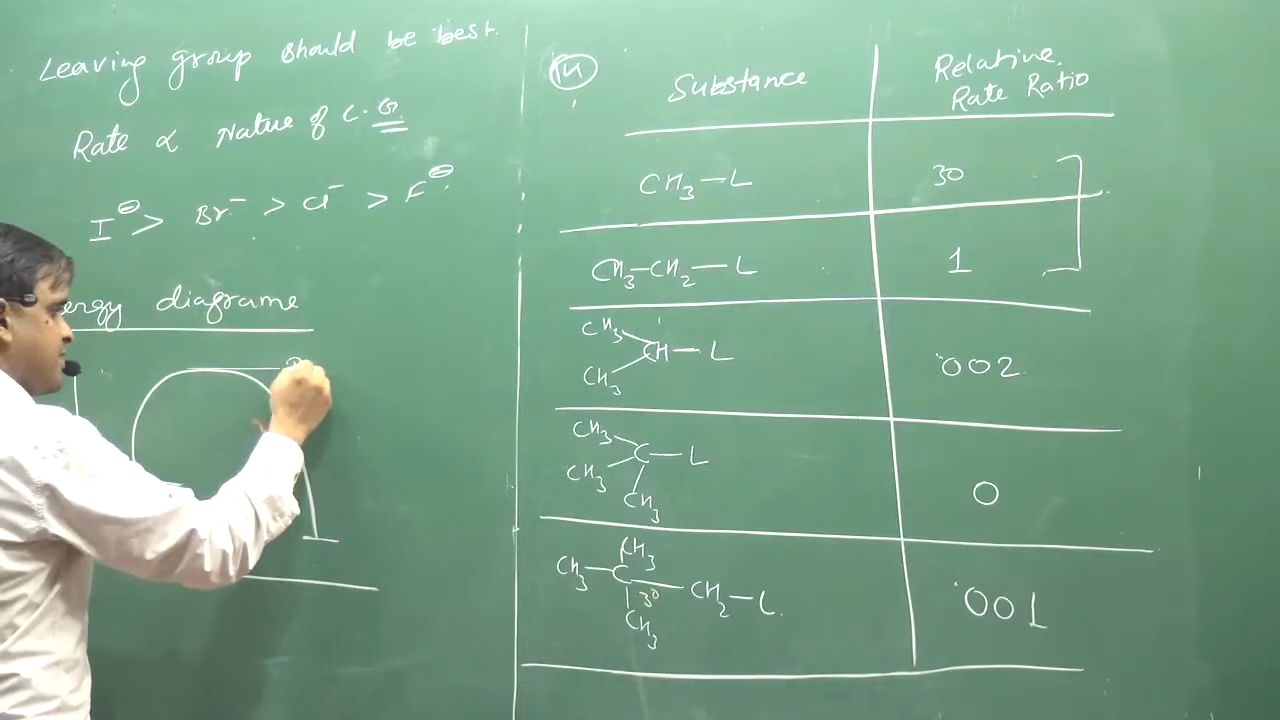 Leaving group should be best.
Rate ∝ Nature of L.G.
I⊖ > Br⁻ > Cl⁻ > F⊖
ergy diagrame
Substance
Relative
Rate Ratio
CH₃–L
30
CH₃–CH₂–L
1
CH₃
CH–L
CH₃
.002
CH₃
C–L
CH₃
CH₃
0
CH₃
CH₃–C–CH₂–L
3°
CH₃
.001